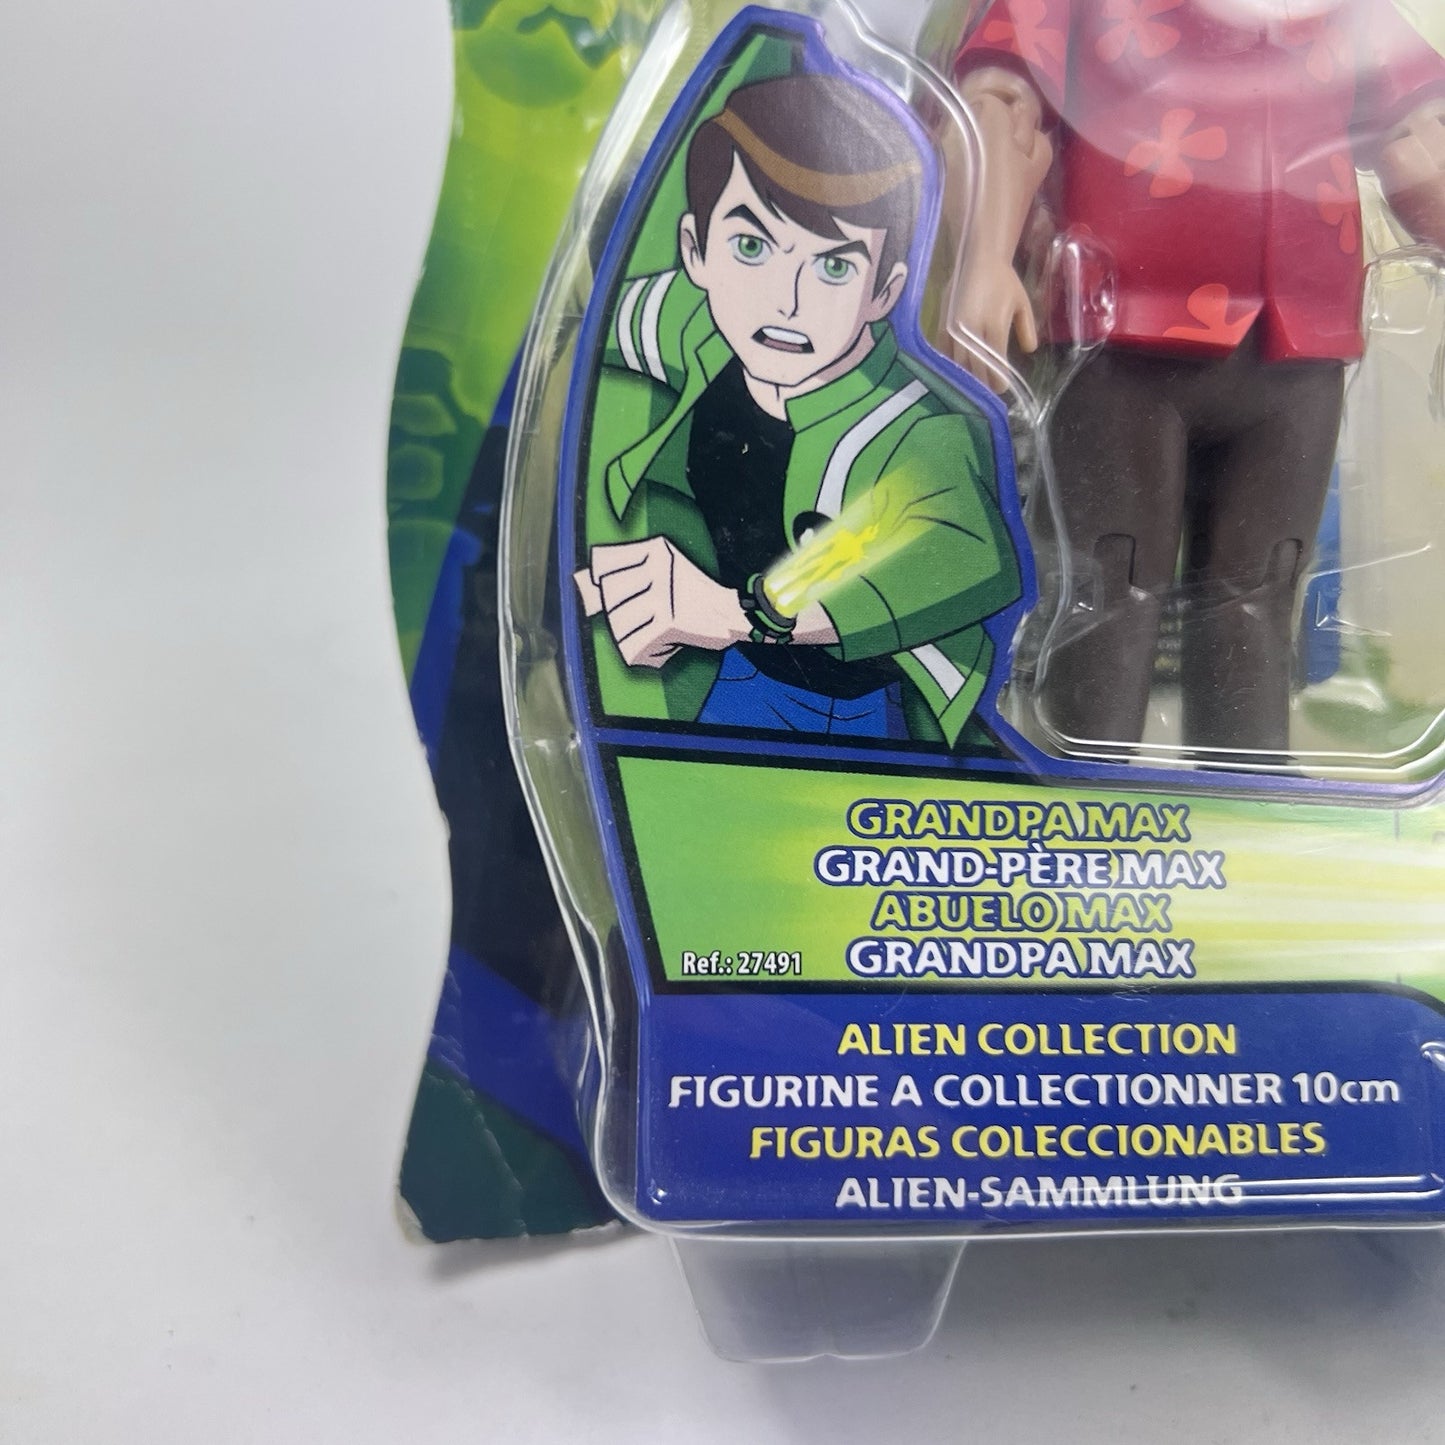 GRANDPA MAX
GRAND-PÈRE MAX
ABUELO MAX
GRANDPA MAX
Ref.: 27491
ALIEN COLLECTION
FIGURINE A COLLECTIONNER 10cm
FIGURAS COLECCIONABLES
ALIEN-SAMMLUNG